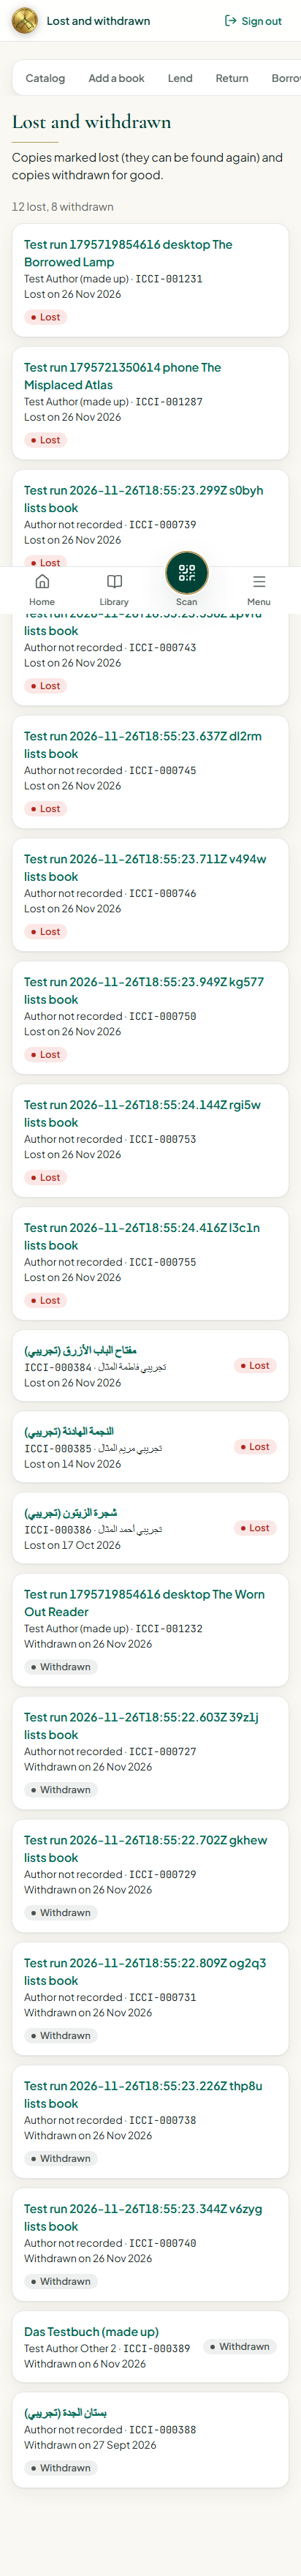 Lost and withdrawn
Sign out
Catalog
Add a book
Lend
Return
Lost and withdrawn
Copies marked lost (they can be found again) and
copies withdrawn for good.
12 lost, 8 withdrawn
Test run 1795719854616 desktop The
Borrowed Lamp
Test Author (made up) · ICCI-001231
Lost on 26 Nov 2026
Lost
Test run 1795721350614 phone The
Misplaced Atlas
Test Author (made up) · ICCI-001287
Lost on 26 Nov 2026
Lost
Test run 2026-11-26T18:55:23.299Z s0byh
lists book
Author not recorded · ICCI-000739
Lost on 26 Nov 2026
Lost
Home
Library
Scan
Menu
lists book
Author not recorded · ICCI-000743
Lost on 26 Nov 2026
Lost
Test run 2026-11-26T18:55:23.637Z dl2rm
lists book
Author not recorded · ICCI-000745
Lost on 26 Nov 2026
Lost
Test run 2026-11-26T18:55:23.711Z v494w
lists book
Author not recorded · ICCI-000746
Lost on 26 Nov 2026
Lost
Test run 2026-11-26T18:55:23.949Z kg577
lists book
Author not recorded · ICCI-000750
Lost on 26 Nov 2026
Lost
Test run 2026-11-26T18:55:24.144Z rgi5w
lists book
Author not recorded · ICCI-000753
Lost on 26 Nov 2026
Lost
Test run 2026-11-26T18:55:24.416Z l3c1n
lists book
Author not recorded · ICCI-000755
Lost on 26 Nov 2026
Lost
مفتاح الباب الأزرق (تجريبي)
تجريبي فاطمة المثال · ICCI-000384
Lost on 26 Nov 2026
Lost
النجمة الهادئة (تجريبي)
تجريبي مريم المثال · ICCI-000385
Lost on 14 Nov 2026
Lost
شجرة الزيتون (تجريبي)
تجريبي أحمد المثال · ICCI-000386
Lost on 17 Oct 2026
Lost
Test run 1795719854616 desktop The Worn
Out Reader
Test Author (made up) · ICCI-001232
Withdrawn on 26 Nov 2026
Withdrawn
Test run 2026-11-26T18:55:22.603Z 39z1j
lists book
Author not recorded · ICCI-000727
Withdrawn on 26 Nov 2026
Withdrawn
Test run 2026-11-26T18:55:22.702Z gkhew
lists book
Author not recorded · ICCI-000729
Withdrawn on 26 Nov 2026
Withdrawn
Test run 2026-11-26T18:55:22.809Z og2q3
lists book
Author not recorded · ICCI-000731
Withdrawn on 26 Nov 2026
Withdrawn
Test run 2026-11-26T18:55:23.226Z thp8u
lists book
Author not recorded · ICCI-000738
Withdrawn on 26 Nov 2026
Withdrawn
Test run 2026-11-26T18:55:23.344Z v6zyg
lists book
Author not recorded · ICCI-000740
Withdrawn on 26 Nov 2026
Withdrawn
Das Testbuch (made up)
Test Author Other 2 · ICCI-000389
Withdrawn on 6 Nov 2026
Withdrawn
بستان الجدة (تجريبي)
Author not recorded · ICCI-000388
Withdrawn on 27 Sept 2026
Withdrawn